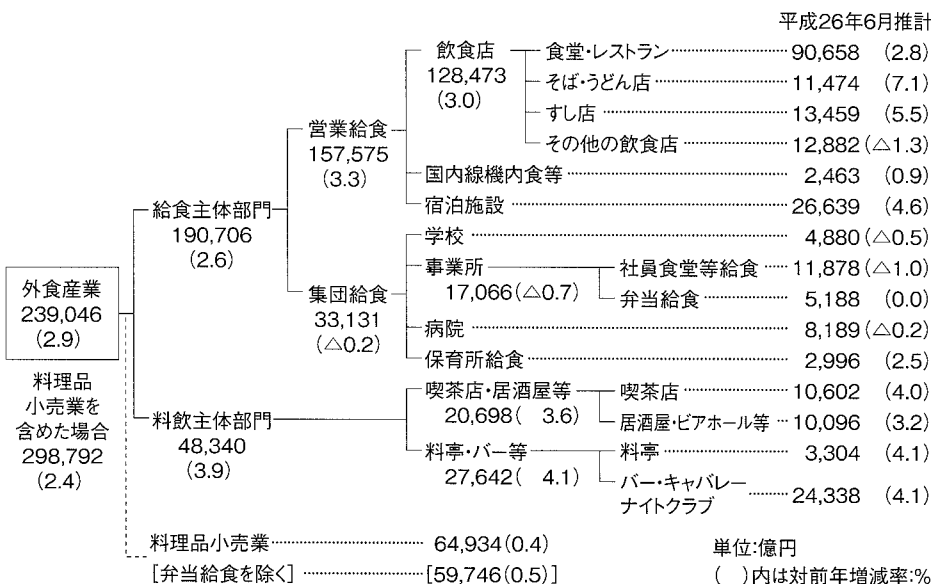 平成26年6月推計
飲食店
128,473
(3.0)
食堂・レストラン 90,658 (2.8)
そば・うどん店 11,474 (7.1)
すし店 13,459 (5.5)
その他の飲食店 12,882 (△1.3)
営業給食
157,575
(3.3)
国内線機内食等 2,463 (0.9)
宿泊施設 26,639 (4.6)
給食主体部門
190,706
(2.6)
学校 4,880 (△0.5)
事業所
17,066(△0.7)
社員食堂等給食 11,878 (△1.0)
弁当給食 5,188 (0.0)
集団給食
33,131
(△0.2)
病院 8,189 (△0.2)
保育所給食 2,996 (2.5)
外食産業
239,046
(2.9)
料理品
小売業を
含めた場合
298,792
(2.4)
料飲主体部門
48,340
(3.9)
喫茶店・居酒屋等
20,698( 3.6)
喫茶店 10,602 (4.0)
居酒屋・ビアホール等 10,096 (3.2)
料亭・バー等
27,642( 4.1)
料亭 3,304 (4.1)
バー・キャバレー
ナイトクラブ 24,338 (4.1)
料理品小売業 64,934(0.4)
[弁当給食を除く] [59,746(0.5)]
単位:億円
( )内は対前年増減率:%